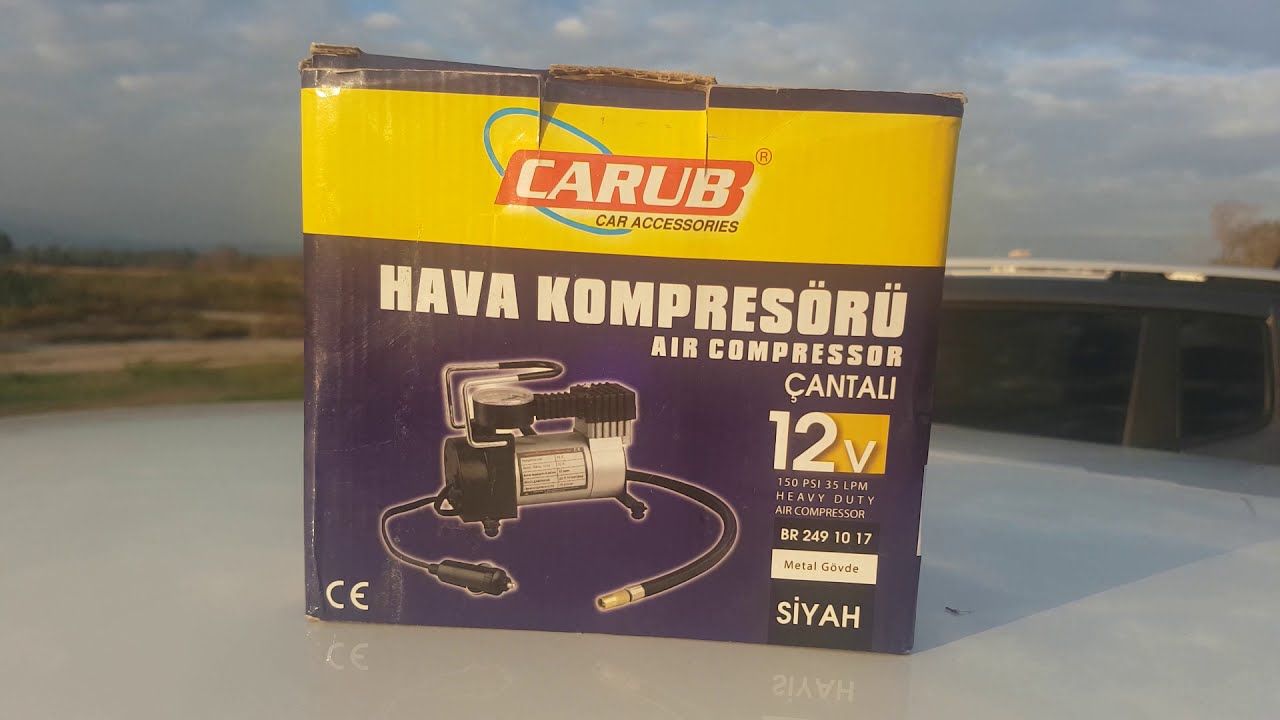 CARUB®
CAR ACCESSORIES
HAVA KOMPRESÖRÜ
AIR COMPRESSOR
ÇANTALI
12V
150 PSI 35 LPM
HEAVY DUTY
AIR COMPRESSOR
BR 249 10 17
Metal Gövde
SİYAH
CE